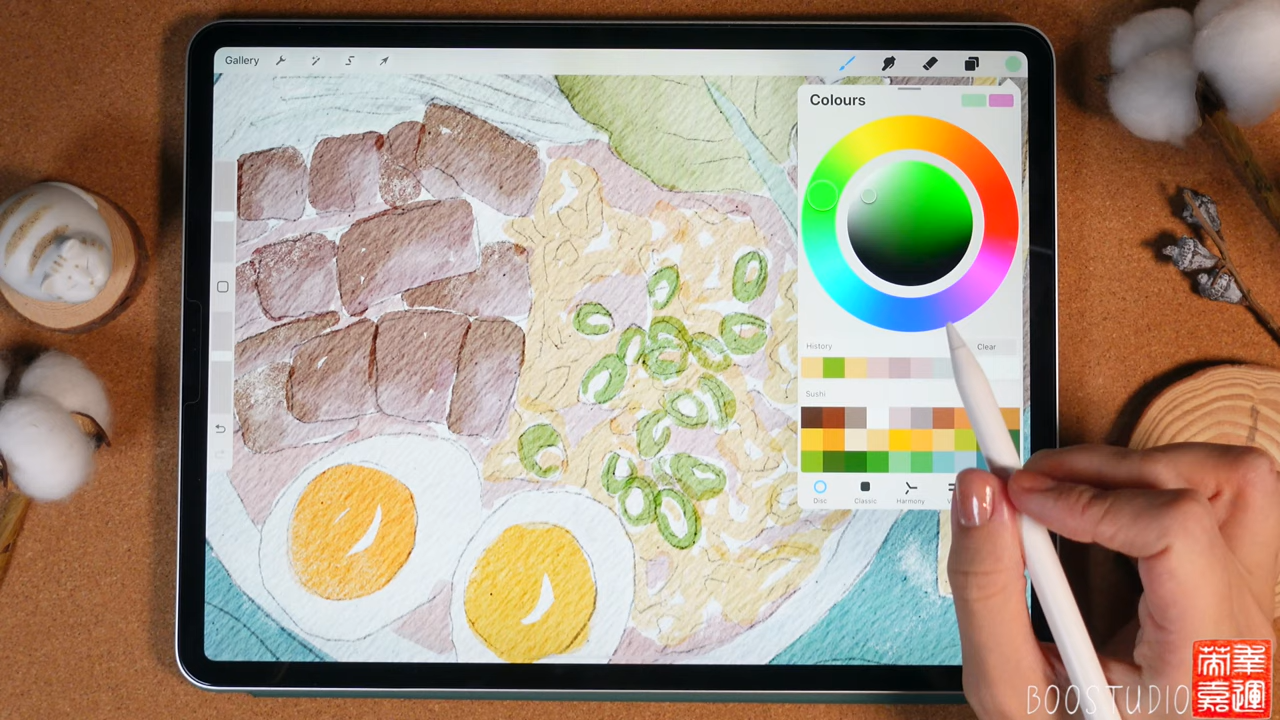 Gallery
Colours
History
Clear
Sushi
Disc
Classic
Harmony
BOOSTUDIO